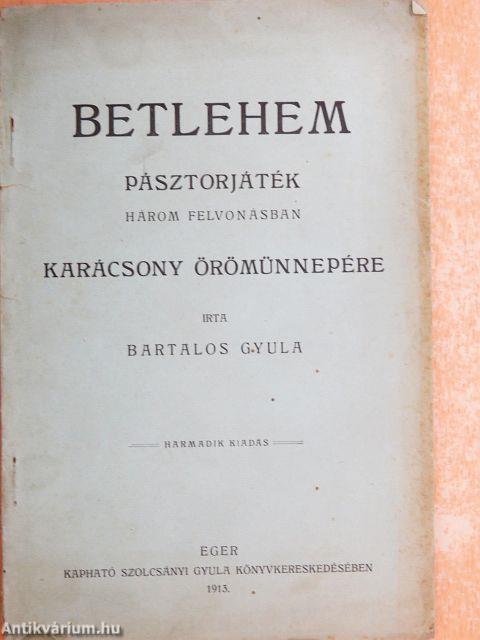 BETLEHEM
PÁSZTORJÁTÉK
HÁROM FELVONÁSBAN
KARÁCSONY ÖRÖMÜNNEPÉRE
IRTA
BARTALOS GYULA
HARMADIK KIADÁS
EGER
KAPHATÓ SZOLCSÁNYI GYULA KÖNYVKERESKEDÉSÉBEN
1913.
Antikvárium.hu